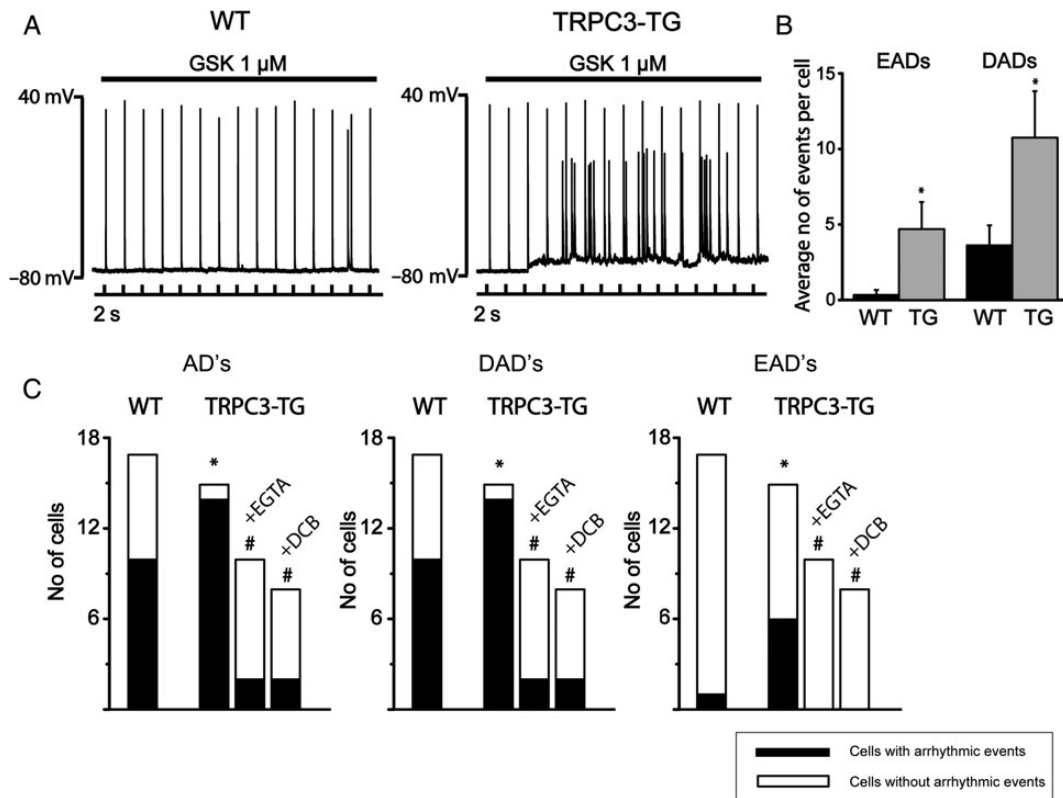 A
WT
TRPC3-TG
GSK 1 µM
GSK 1 µM
40 mV
−80 mV
2 s
40 mV
−80 mV
2 s
B
EADs
DADs
Average no of events per cell
15
10
5
0
*
*
WT
TG
WT
TG
C
AD's
WT
TRPC3-TG
No of cells
18
12
6
*
+EGTA
#
+DCB
#
DAD's
WT
TRPC3-TG
No of cells
18
12
6
*
+EGTA
#
+DCB
#
EAD's
WT
TRPC3-TG
No of cells
18
12
6
*
+EGTA
#
+DCB
#
Cells with arrhythmic events
Cells without arrhythmic events